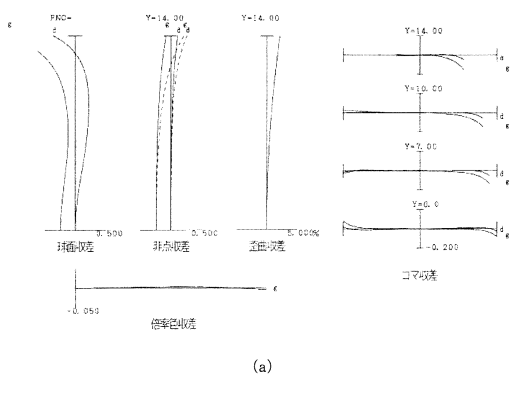 FNO=
g
d
0.500
球面収差
Y=14.00
g
d
g
d
0.500
非点収差
Y=14.00
5.000%
歪曲収差
Y=14.00
d
g
Y=10.00
d
g
Y=7.00
d
g
Y=0.0
d
g
-0.200
コマ収差
g
-0.050
倍率色収差
(a)